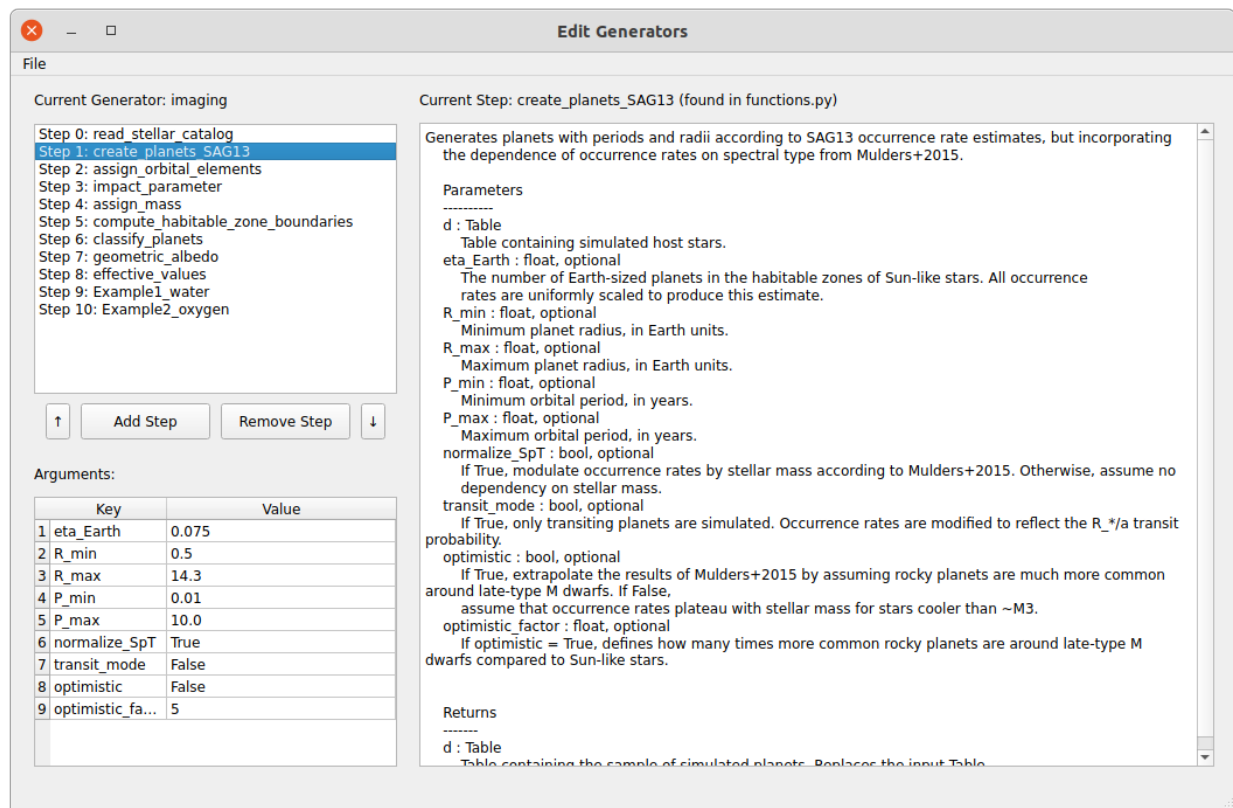 Edit Generators
File
Current Generator: imaging
Step 0: read_stellar_catalog
Step 1: create_planets_SAG13
Step 2: assign_orbital_elements
Step 3: impact_parameter
Step 4: assign_mass
Step 5: compute_habitable_zone_boundaries
Step 6: classify_planets
Step 7: geometric_albedo
Step 8: effective_values
Step 9: Example1_water
Step 10: Example2_oxygen
↑ Add Step Remove Step ↓
Arguments:
Key Value
1 eta_Earth 0.075
2 R_min 0.5
3 R_max 14.3
4 P_min 0.01
5 P_max 10.0
6 normalize_SpT True
7 transit_mode False
8 optimistic False
9 optimistic_fa... 5
Current Step: create_planets_SAG13 (found in functions.py)
Generates planets with periods and radii according to SAG13 occurrence rate estimates, but incorporating
the dependence of occurrence rates on spectral type from Mulders+2015.
Parameters
----------
d : Table
Table containing simulated host stars.
eta_Earth : float, optional
The number of Earth-sized planets in the habitable zones of Sun-like stars. All occurrence
rates are uniformly scaled to produce this estimate.
R_min : float, optional
Minimum planet radius, in Earth units.
R_max : float, optional
Maximum planet radius, in Earth units.
P_min : float, optional
Minimum orbital period, in years.
P_max : float, optional
Maximum orbital period, in years.
normalize_SpT : bool, optional
If True, modulate occurrence rates by stellar mass according to Mulders+2015. Otherwise, assume no
dependency on stellar mass.
transit_mode : bool, optional
If True, only transiting planets are simulated. Occurrence rates are modified to reflect the R_*/a transit
probability.
optimistic : bool, optional
If True, extrapolate the results of Mulders+2015 by assuming rocky planets are much more common
around late-type M dwarfs. If False,
assume that occurrence rates plateau with stellar mass for stars cooler than ~M3.
optimistic_factor : float, optional
If optimistic = True, defines how many times more common rocky planets are around late-type M
dwarfs compared to Sun-like stars.
Returns
-------
d : Table
Table containing the sample of simulated planets. Replaces the input Table.